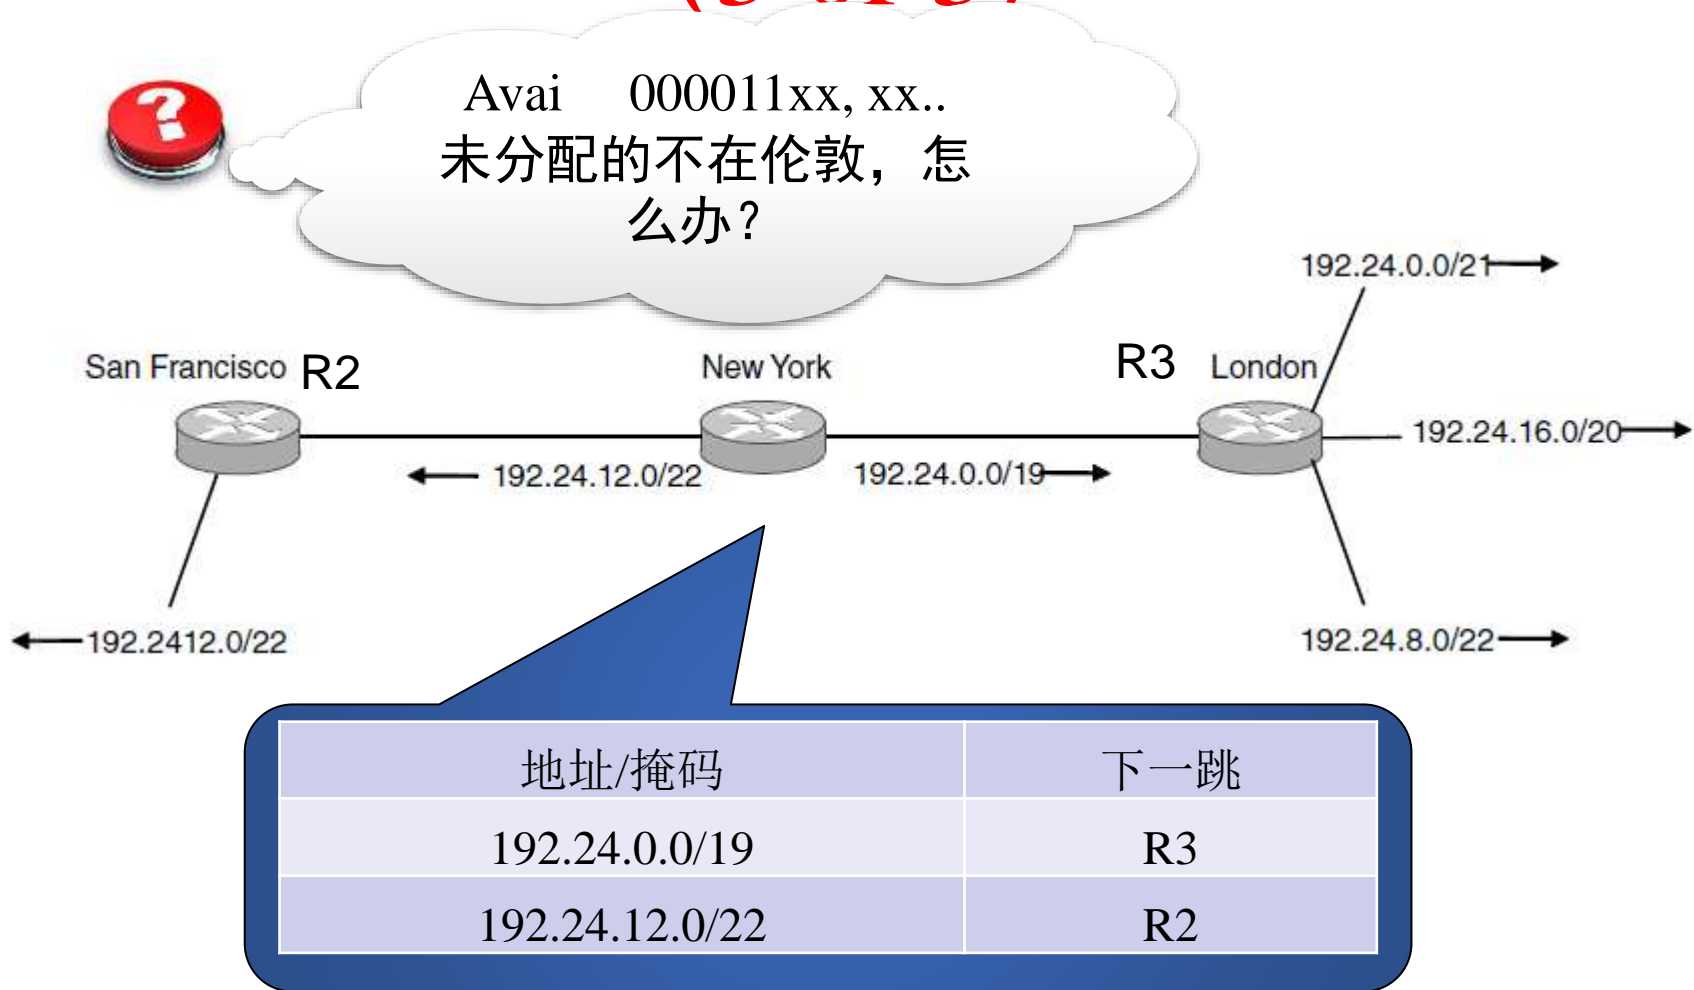 ?
Avai 000011xx, xx..
未分配的不在伦敦，怎
么办？
192.24.0.0/21
San Francisco R2
New York
R3 London
192.24.16.0/20
192.24.12.0/22
192.24.0.0/19
192.2412.0/22
192.24.8.0/22
地址/掩码 下一跳
192.24.0.0/19 R3
192.24.12.0/22 R2